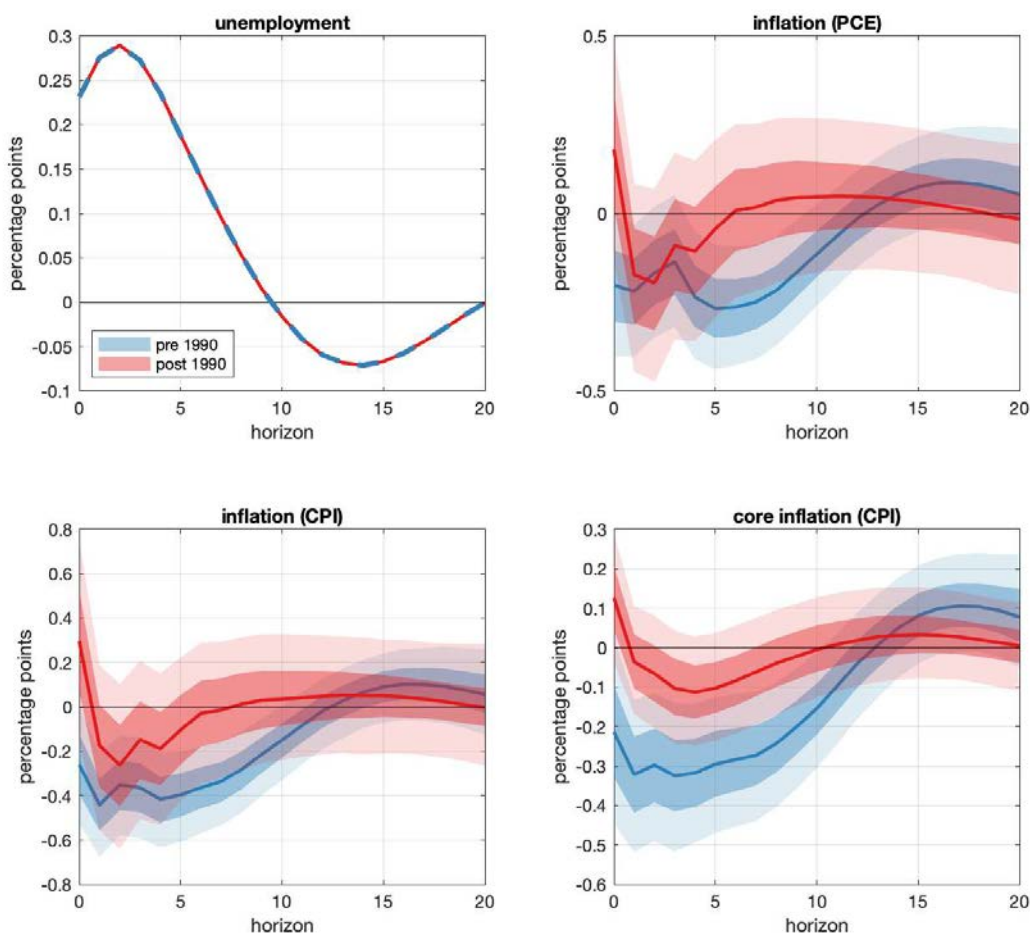 unemployment
0.3
0.25
0.2
0.15
0.1
0.05
0
-0.05
-0.1
percentage points
pre 1990
post 1990
0 5 10 15 20
horizon
inflation (PCE)
0.5
0
-0.5
percentage points
0 5 10 15 20
horizon
inflation (CPI)
0.8
0.6
0.4
0.2
0
-0.2
-0.4
-0.6
-0.8
percentage points
0 5 10 15 20
horizon
core inflation (CPI)
0.3
0.2
0.1
0
-0.1
-0.2
-0.3
-0.4
-0.5
-0.6
percentage points
0 5 10 15 20
horizon